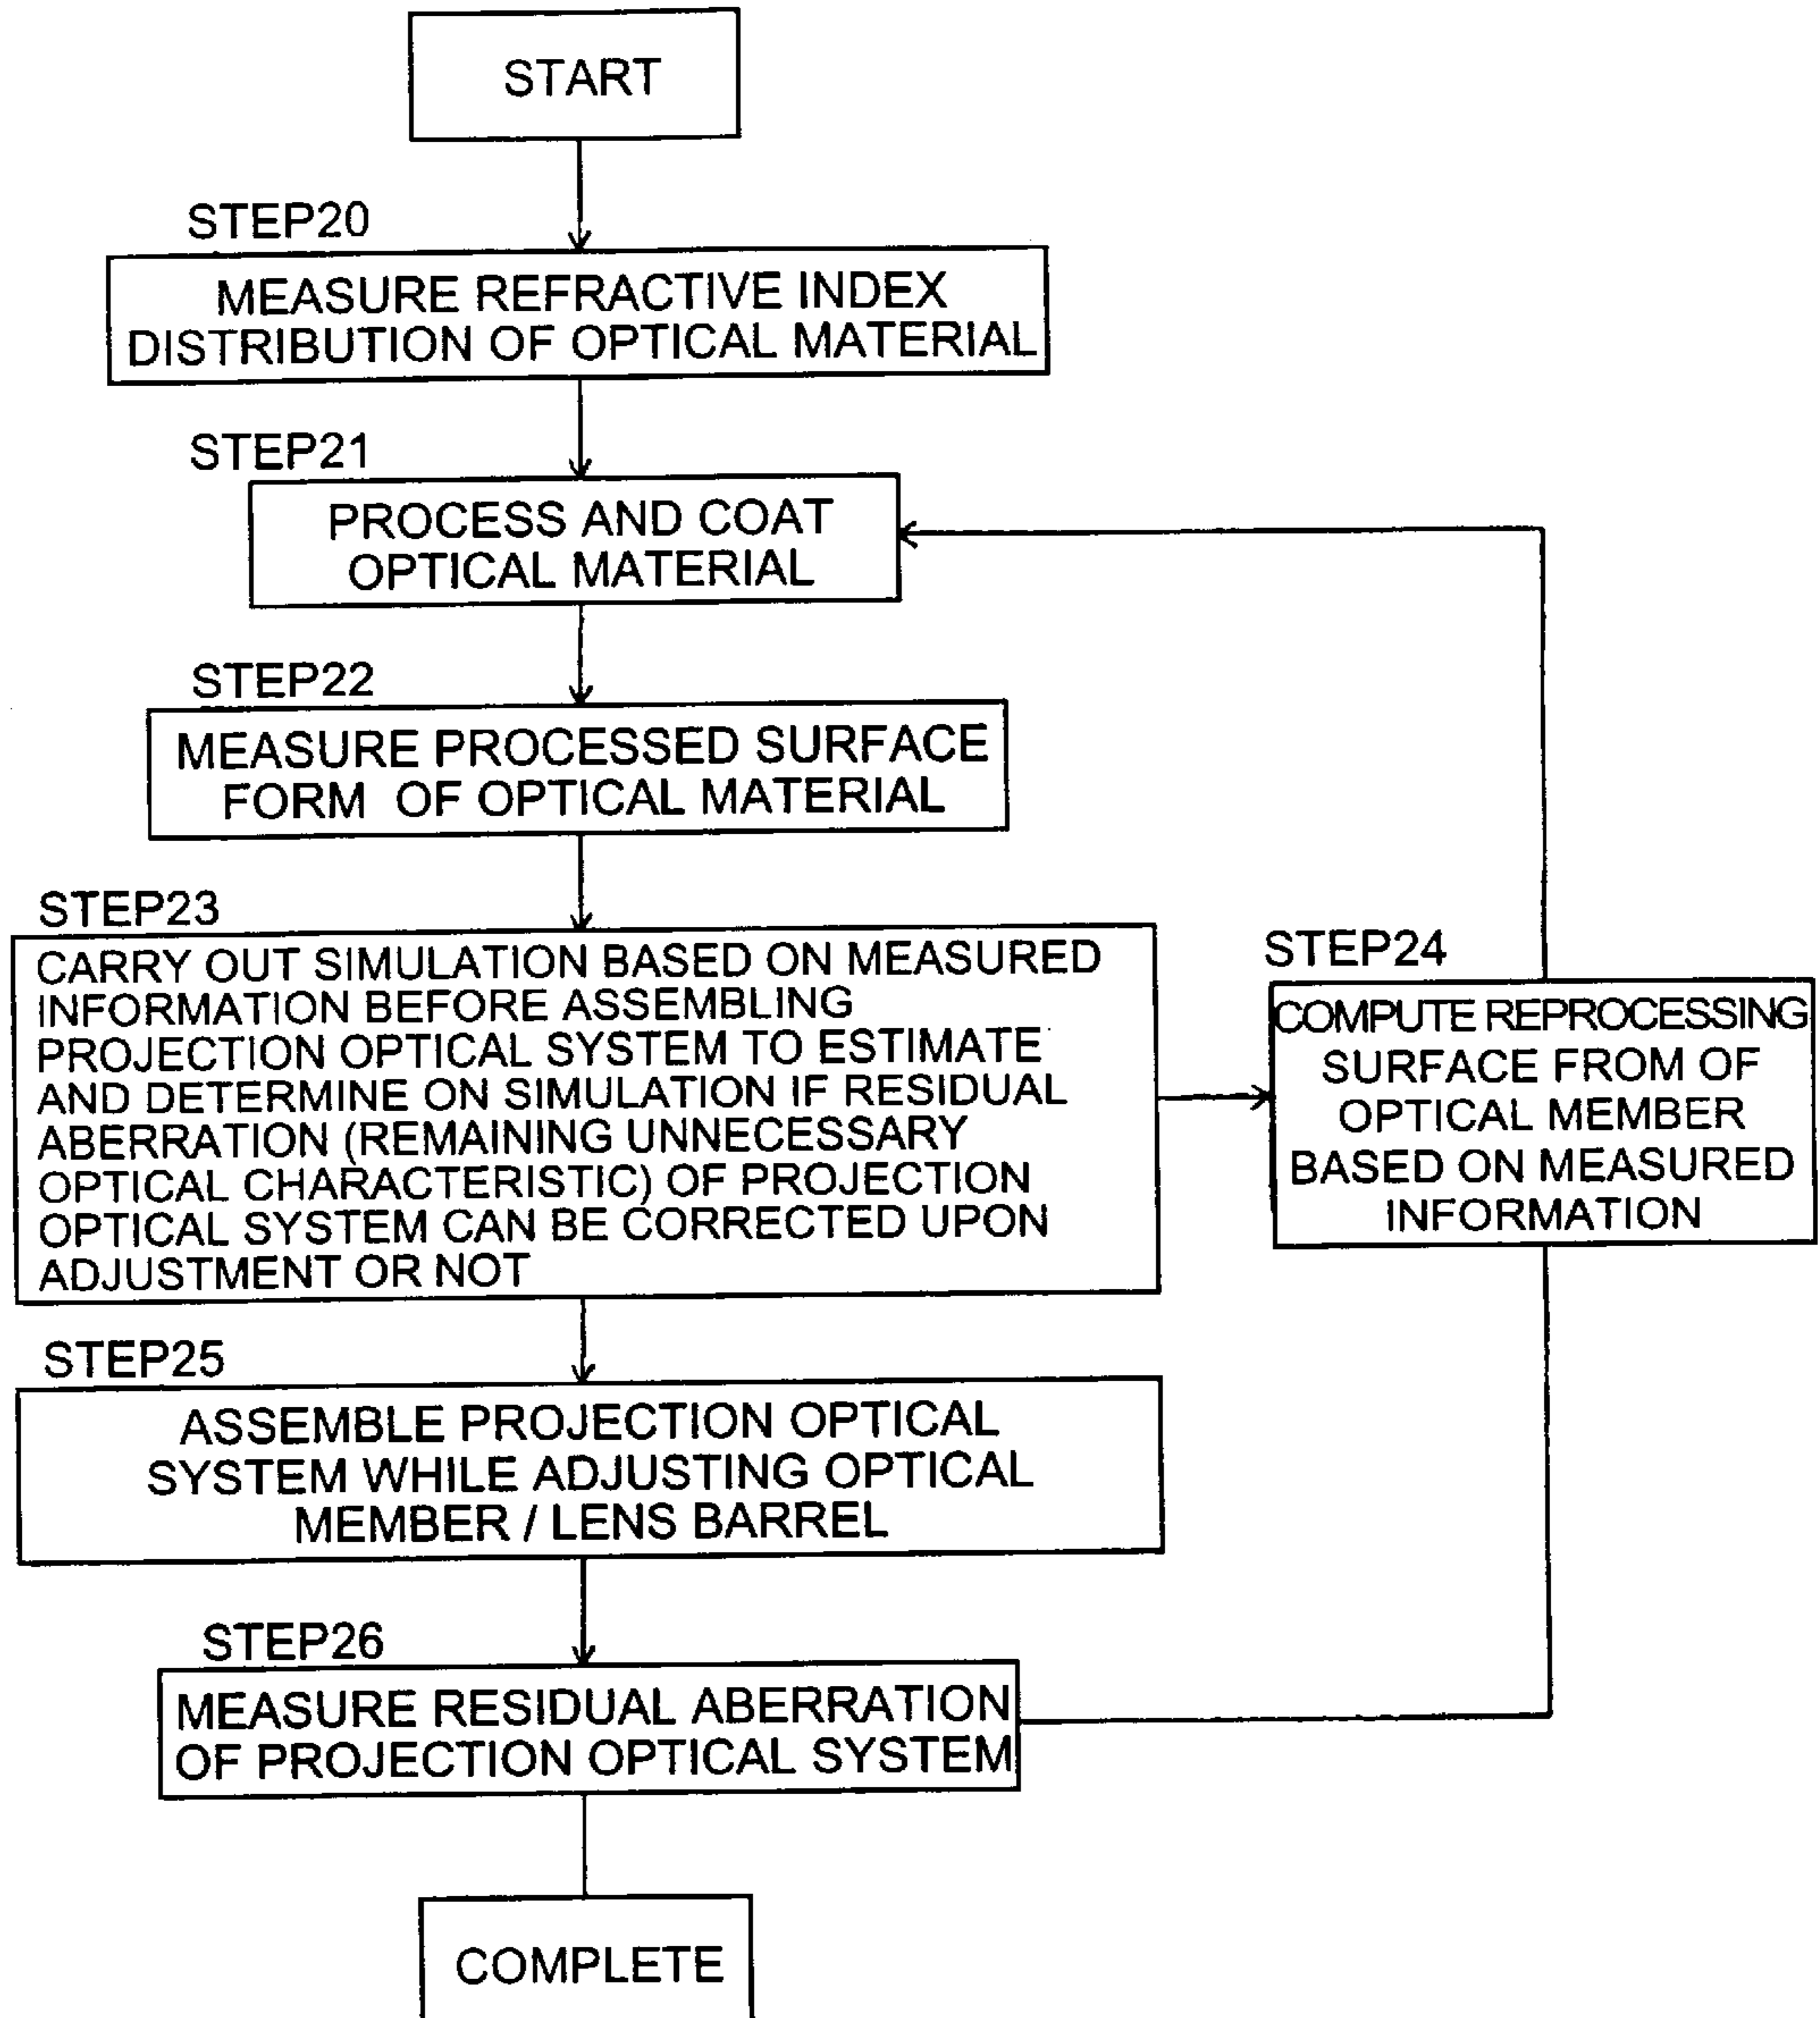 START
STEP20
MEASURE REFRACTIVE INDEX
DISTRIBUTION OF OPTICAL MATERIAL
STEP21
PROCESS AND COAT
OPTICAL MATERIAL
STEP22
MEASURE PROCESSED SURFACE
FORM OF OPTICAL MATERIAL
STEP23
CARRY OUT SIMULATION BASED ON MEASURED
INFORMATION BEFORE ASSEMBLING
PROJECTION OPTICAL SYSTEM TO ESTIMATE
AND DETERMINE ON SIMULATION IF RESIDUAL
ABERRATION (REMAINING UNNECESSARY
OPTICAL CHARACTERISTIC) OF PROJECTION
OPTICAL SYSTEM CAN BE CORRECTED UPON
ADJUSTMENT OR NOT
STEP24
COMPUTE REPROCESSING
SURFACE FROM OF
OPTICAL MEMBER
BASED ON MEASURED
INFORMATION
STEP25
ASSEMBLE PROJECTION OPTICAL
SYSTEM WHILE ADJUSTING OPTICAL
MEMBER / LENS BARREL
STEP26
MEASURE RESIDUAL ABERRATION
OF PROJECTION OPTICAL SYSTEM
COMPLETE